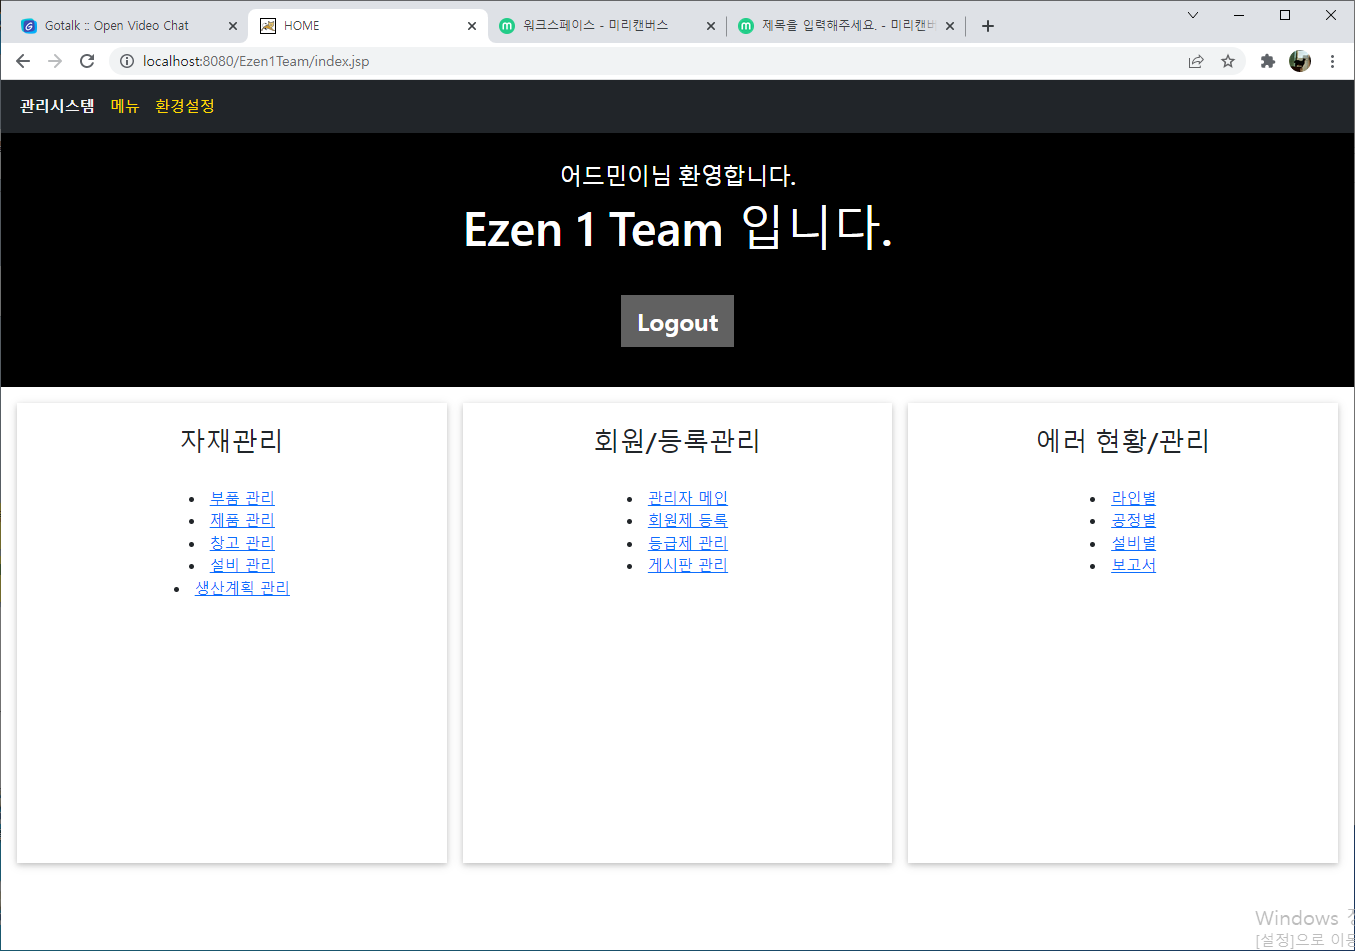 Gotalk :: Open Video Chat
HOME
워크스페이스 - 미리캔버스
제목을 입력해주세요. - 미리캔버
localhost:8080/Ezen1Team/index.jsp
관리시스템 메뉴 환경설정
어드민이님 환영합니다.
Ezen 1 Team 입니다.
Logout
자재관리
부품 관리
제품 관리
창고 관리
설비 관리
생산계획 관리
회원/등록관리
관리자 메인
회원제 등록
등급제 관리
게시판 관리
에러 현황/관리
라인별
공정별
설비별
보고서
Windows
[설정]으로 이동